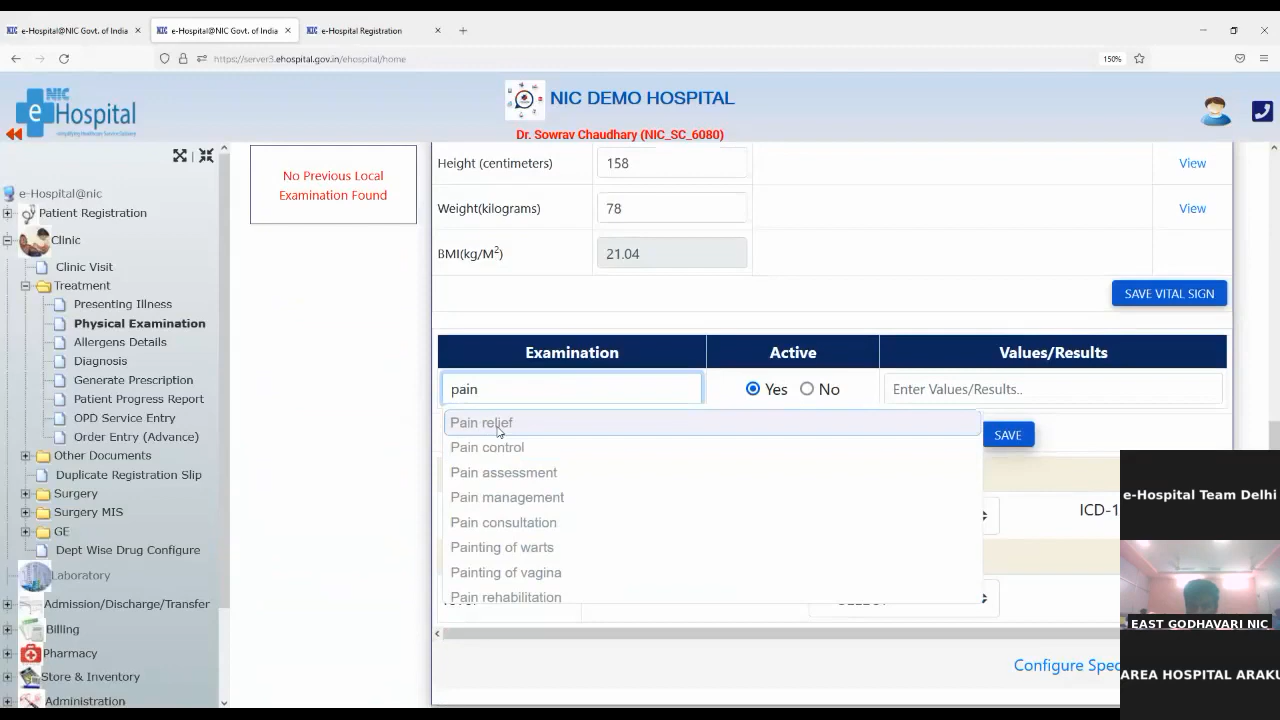 e-Hospital@NIC Govt. of India
e-Hospital@NIC Govt. of India
e-Hospital Registration
https://server3.ehospital.gov.in/ehospital/home
150%
NIC
e Hospital
NIC DEMO HOSPITAL
Dr. Sowrav Chaudhary (NIC_SC_6080)
e-Hospital@nic
Patient Registration
Clinic
Clinic Visit
Treatment
Presenting Illness
Physical Examination
Allergens Details
Diagnosis
Generate Prescription
Patient Progress Report
OPD Service Entry
Order Entry (Advance)
Other Documents
Duplicate Registration Slip
Surgery
Surgery MIS
GE
Dept Wise Drug Configure
Laboratory
Admission/Discharge/Transfer
Billing
Pharmacy
Store & Inventory
Administration
No Previous Local
Examination Found
Height (centimeters) 158 View
Weight(kilograms) 78 View
BMI(kg/M2) 21.04
SAVE VITAL SIGN
Examination Active Values/Results
pain Yes No Enter Values/Results..
Pain relief
SAVE
Pain control
Pain assessment
Pain management
Pain consultation
Painting of warts
Painting of vagina
Pain rehabilitation
ICD-1
Configure Spec
e-Hospital Team Delhi
EAST GODHAVARI NIC
AREA HOSPITAL ARAKU